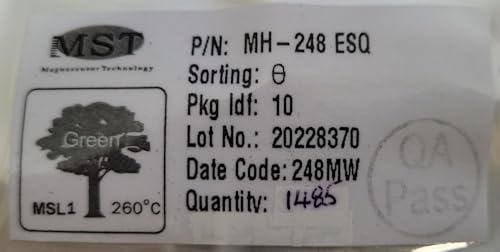 MST
Magnesensor Technology
P/N: MH-248 ESQ
Sorting: θ
Pkg Idf: 10
Lot No.: 20228370
Date Code: 248MW
Quantity: 1485
Green
MSL1 260°C
QA
Pass